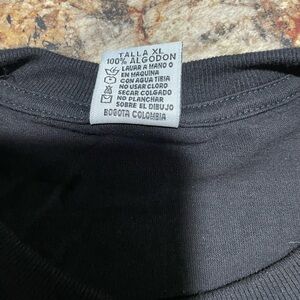 TALLA XL
100% ALGODON
LAVAR A MANO O
EN MAQUINA
CON AGUA TIBIA
NO USAR CLORO
SECAR COLGADO
NO PLANCHAR
SOBRE EL DIBUJO
BOGOTA COLOMBIA